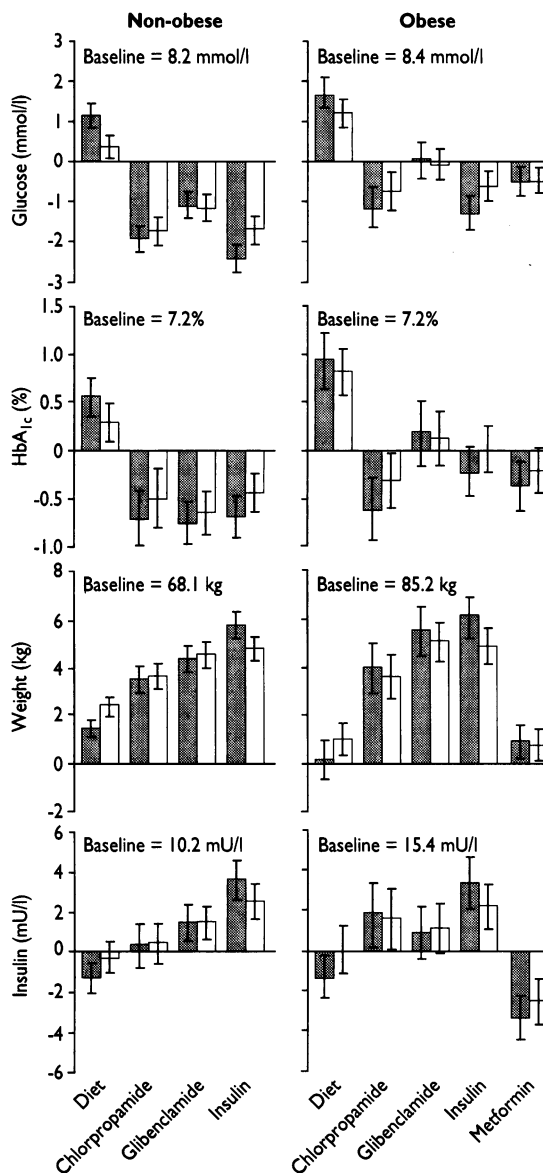 Non-obese Obese
Baseline = 8.2 mmol/l Baseline = 8.4 mmol/l
Glucose (mmol/l)
3
2
1
0
-1
-2
-3
Baseline = 7.2% Baseline = 7.2%
HbA1c (%)
1.5
1.0
0.5
0
-0.5
-1.0
Baseline = 68.1 kg Baseline = 85.2 kg
Weight (kg)
8
6
4
2
0
-2
Baseline = 10.2 mU/l Baseline = 15.4 mU/l
Insulin (mU/l)
6
4
2
0
-2
-4
-6
Diet Chlorpropamide Glibenclamide Insulin Diet Chlorpropamide Glibenclamide Insulin Metformin